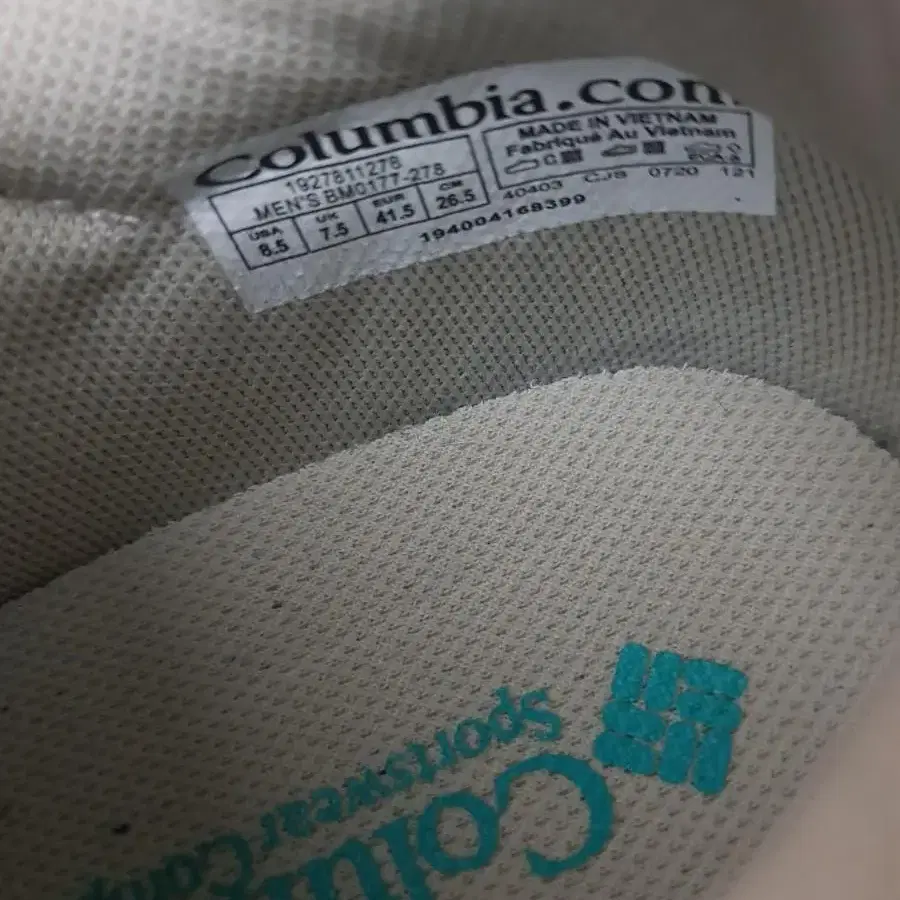 Columbia.com
1927811278
MEN'S BM0177-278
USA UK EUR CM
8.5 7.5 41.5 26.5
MADE IN VIETNAM
Fabriqué Au Vietnam
C
40403 CJS 0720 121
194004168399
Columbia
Sportswear Comp